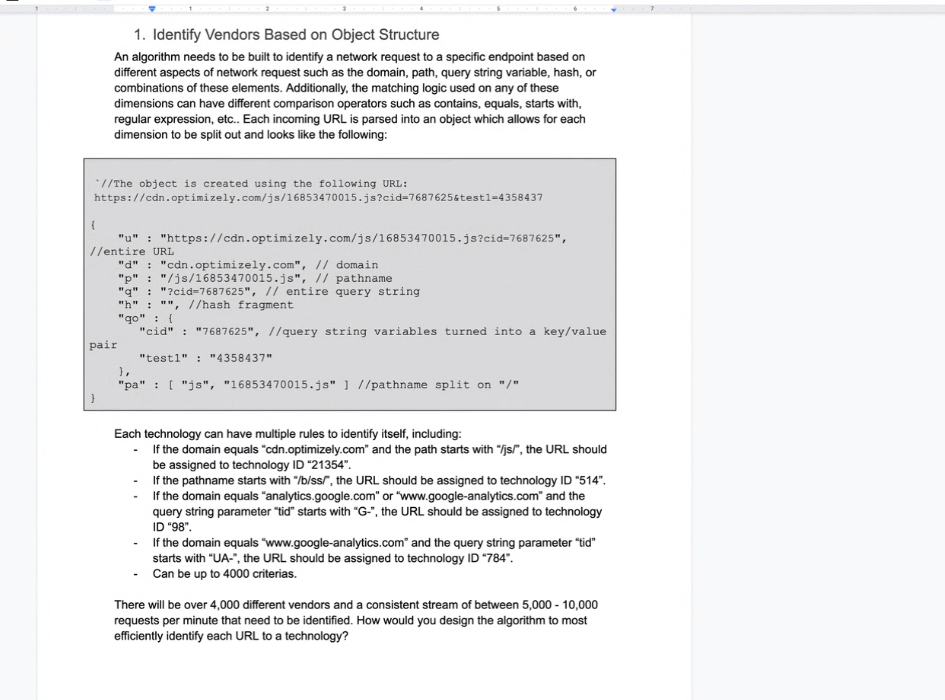 1. Identify Vendors Based on Object Structure
An algorithm needs to be built to identify a network request to a specific endpoint based on
different aspects of network request such as the domain, path, query string variable, hash, or
combinations of these elements. Additionally, the matching logic used on any of these
dimensions can have different comparison operators such as contains, equals, starts with,
regular expression, etc.. Each incoming URL is parsed into an object which allows for each
dimension to be split out and looks like the following:
`//The object is created using the following URL:
https://cdn.optimizely.com/js/16853470015.js?cid=7687625&test1=4358437
{
"u" : "https://cdn.optimizely.com/js/16853470015.js?cid=7687625",
//entire URL
"d" : "cdn.optimizely.com", // domain
"p" : "/js/16853470015.js", // pathname
"q" : "?cid=7687625", // entire query string
"h" : "", //hash fragment
"qo" : {
"cid" : "7687625", //query string variables turned into a key/value
pair
"test1" : "4358437"
},
"pa" : [ "js", "16853470015.js" ] //pathname split on "/"
}
Each technology can have multiple rules to identify itself, including:
- If the domain equals “cdn.optimizely.com” and the path starts with “/js/”, the URL should
be assigned to technology ID “21354”.
- If the pathname starts with “/b/ss/”, the URL should be assigned to technology ID “514”.
- If the domain equals “analytics.google.com” or “www.google-analytics.com” and the
query string parameter “tid” starts with “G-”, the URL should be assigned to technology
ID “98”.
- If the domain equals “www.google-analytics.com” and the query string parameter “tid”
starts with “UA-”, the URL should be assigned to technology ID “784”.
- Can be up to 4000 criterias.
There will be over 4,000 different vendors and a consistent stream of between 5,000 - 10,000
requests per minute that need to be identified. How would you design the algorithm to most
efficiently identify each URL to a technology?